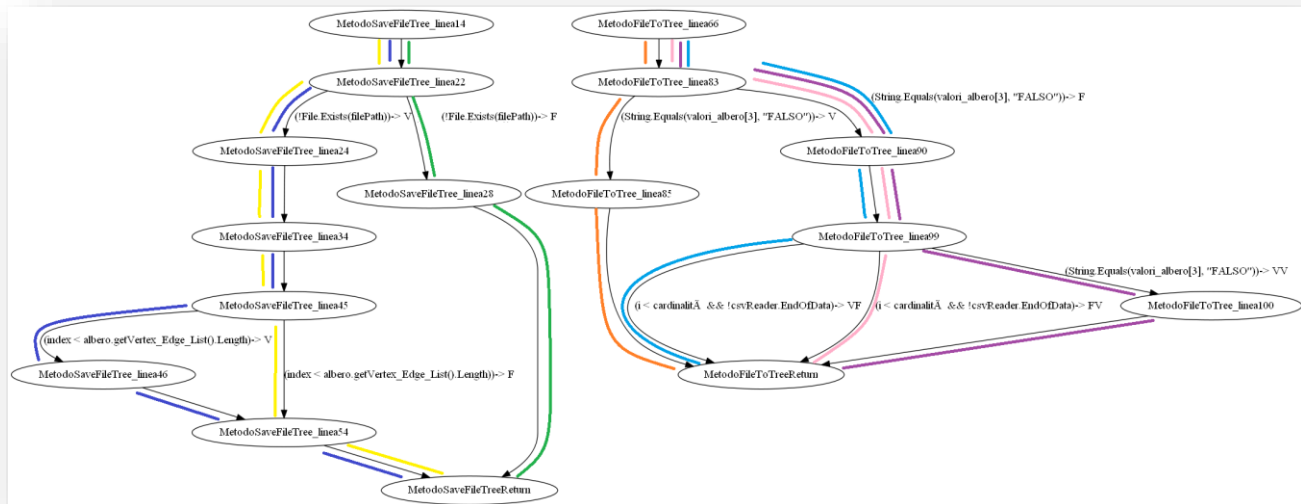 MetodoSaveFileTree_linea14
MetodoSaveFileTree_linea22
(!File.Exists(filePath))-> V
(!File.Exists(filePath))-> F
MetodoSaveFileTree_linea24
MetodoSaveFileTree_linea28
MetodoSaveFileTree_linea34
MetodoSaveFileTree_linea45
(index < albero.getVertex_Edge_List().Length)-> V
MetodoSaveFileTree_linea46
(index < albero.getVertex_Edge_List().Length))-> F
MetodoSaveFileTree_linea54
MetodoSaveFileTreeReturn
MetodoFileToTree_linea66
MetodoFileToTree_linea83
(String.Equals(valori_albero[3], "FALSO"))-> F
(String.Equals(valori_albero[3], "FALSO"))-> V
MetodoFileToTree_linea90
MetodoFileToTree_linea85
MetodoFileToTree_linea99
(String.Equals(valori_albero[3], "FALSO"))-> VV
(i < cardinalitÃ && !csvReader.EndOfData)-> VF
(i < cardinalitÃ && !csvReader.EndOfData)-> FV
MetodoFileToTree_linea100
MetodoFileToTreeReturn